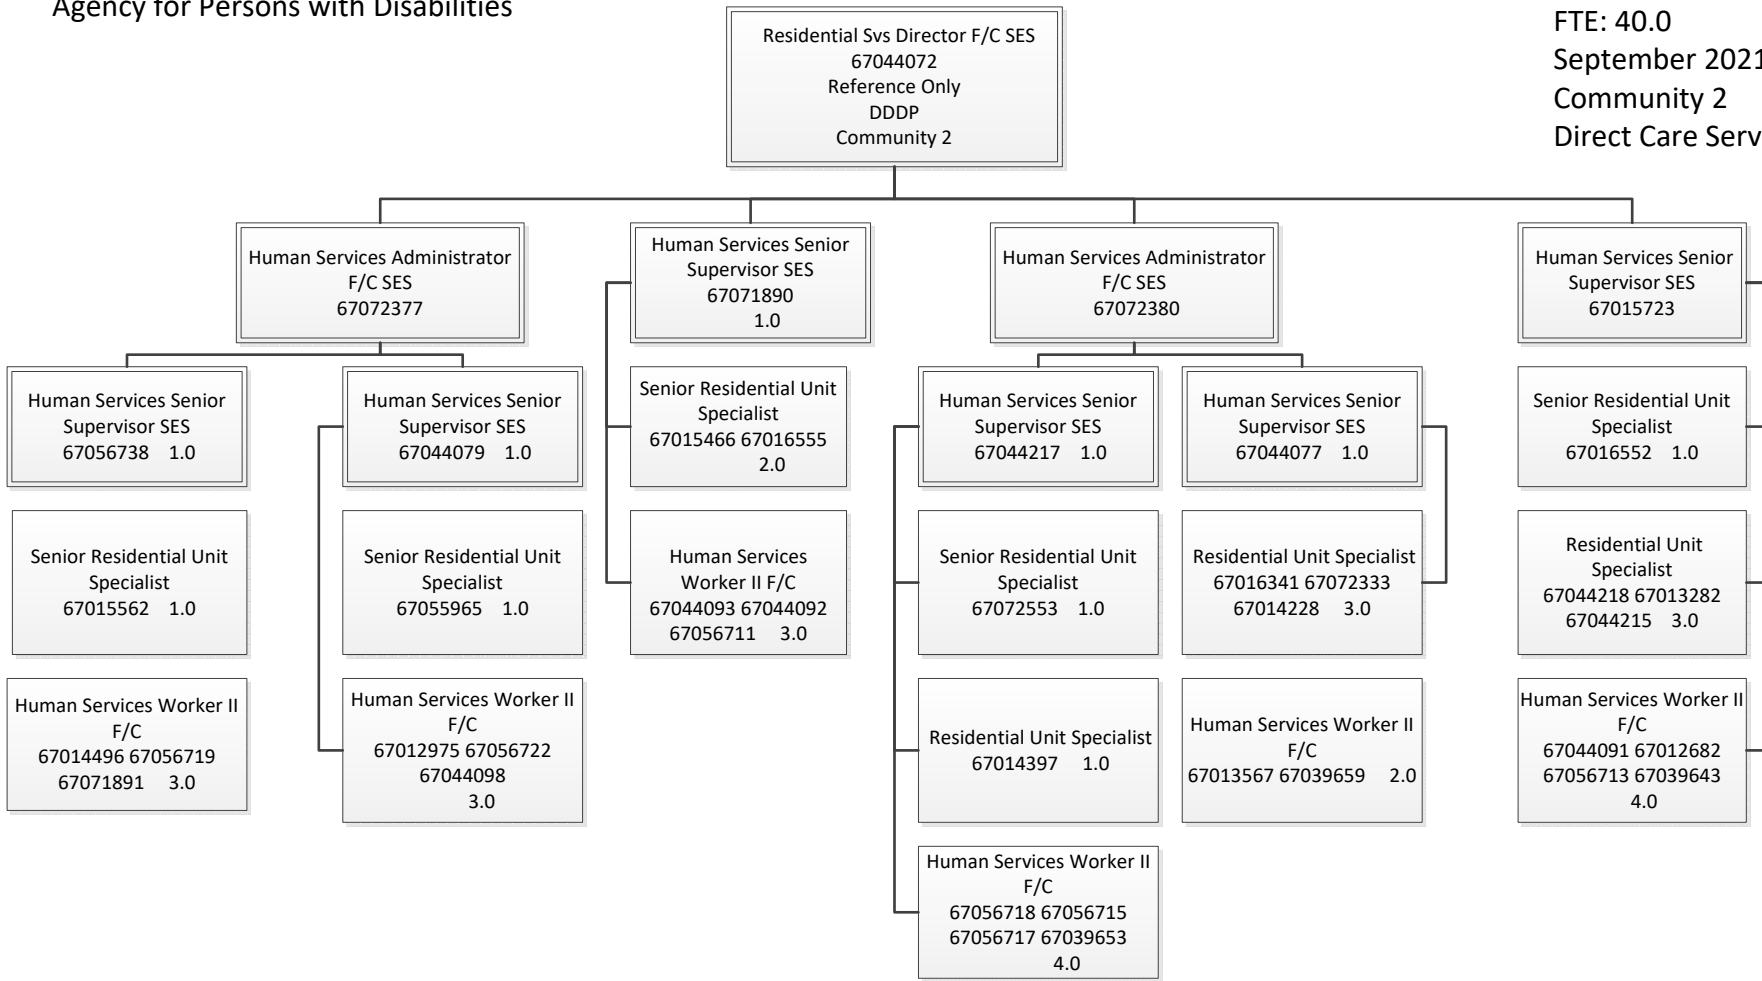 Agency for Persons with Disabilities
FTE: 40.0
September 2021
Community 2
Direct Care Serv
Residential Svs Director F/C SES
67044072
Reference Only
DDDP
Community 2
Human Services Administrator
F/C SES
67072377
Human Services Senior
Supervisor SES
67071890
1.0
Human Services Administrator
F/C SES
67072380
Human Services Senior
Supervisor SES
67015723
Human Services Senior
Supervisor SES
67056738 1.0
Human Services Senior
Supervisor SES
67044079 1.0
Senior Residential Unit
Specialist
67015466 67016555
2.0
Human Services Senior
Supervisor SES
67044217 1.0
Human Services Senior
Supervisor SES
67044077 1.0
Senior Residential Unit
Specialist
67016552 1.0
Senior Residential Unit
Specialist
67015562 1.0
Senior Residential Unit
Specialist
67055965 1.0
Human Services
Worker II F/C
67044093 67044092
67056711 3.0
Senior Residential Unit
Specialist
67072553 1.0
Residential Unit Specialist
67016341 67072333
67014228 3.0
Residential Unit
Specialist
67044218 67013282
67044215 3.0
Human Services Worker II
F/C
67014496 67056719
67071891 3.0
Human Services Worker II
F/C
67012975 67056722
67044098
3.0
Residential Unit Specialist
67014397 1.0
Human Services Worker II
F/C
67013567 67039659 2.0
Human Services Worker II
F/C
67044091 67012682
67056713 67039643
4.0
Human Services Worker II
F/C
67056718 67056715
67056717 67039653
4.0